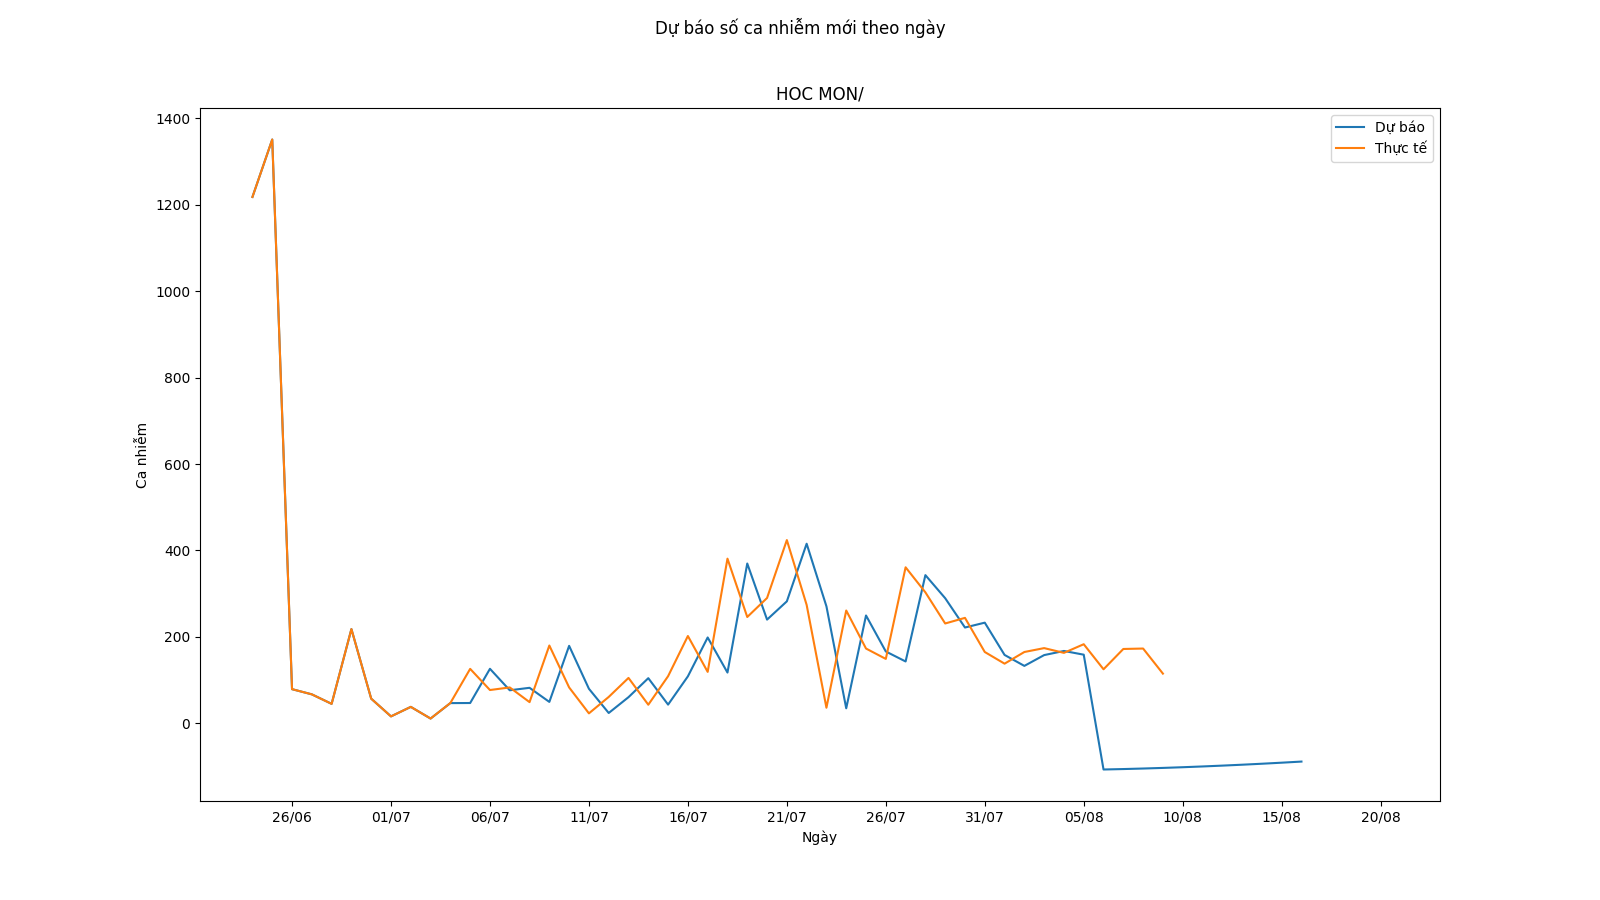 Dự báo số ca nhiễm mới theo ngày
HOC MON/
Dự báo
Thực tế
1400
1200
1000
800
600
400
200
0
Ca nhiễm
26/06 01/07 06/07 11/07 16/07 21/07 26/07 31/07 05/08 10/08 15/08 20/08
Ngày